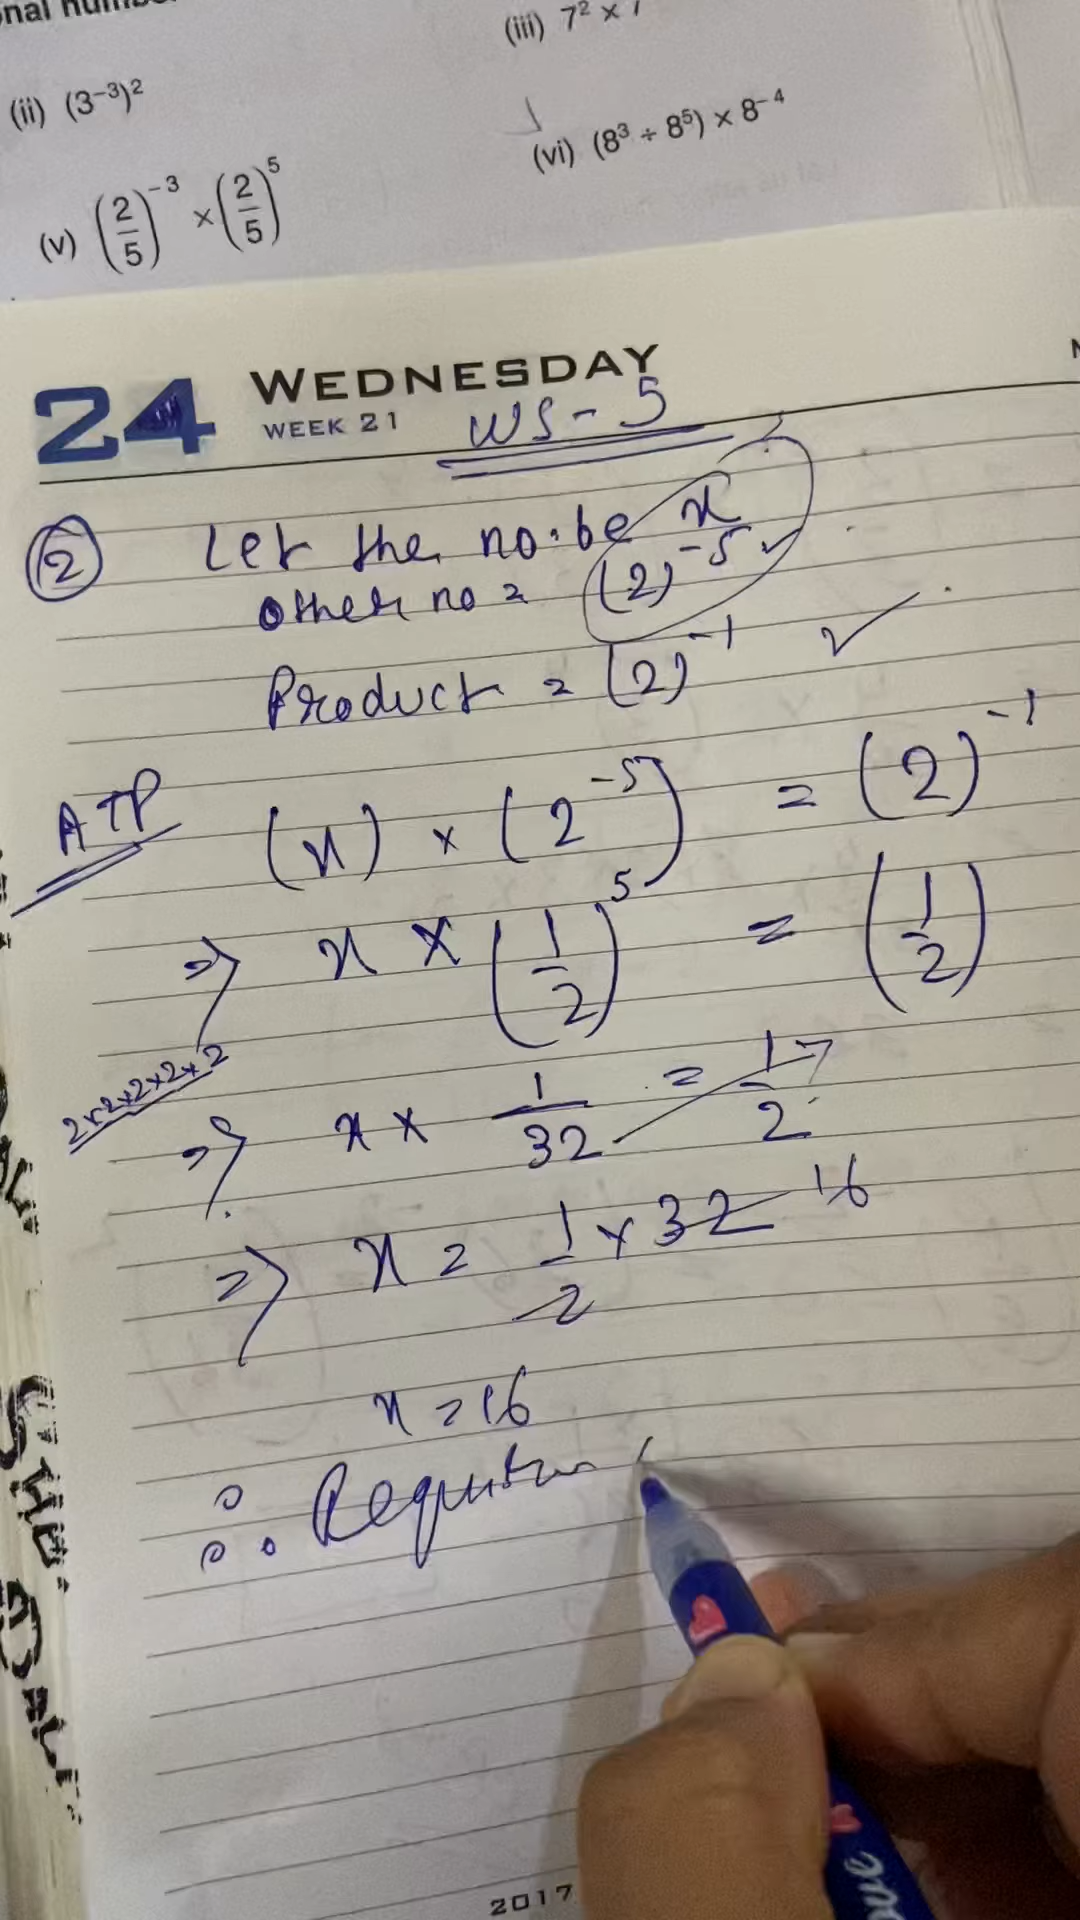 (iii) 7² ×
(ii) (3⁻³)²
(vi) (8³ ÷ 8⁵) × 8⁻⁴
(v) (2/5)⁻³ × (2/5)⁵
24 WEDNESDAY
WEEK 21
WS - 5
② Let the no. be x
Other no = (2)⁻⁵
Product = (2)⁻¹ ✓
ATP (x) × (2⁻⁵) = (2)⁻¹
⇒ x × (1/2)⁵ = (1/2)
2×2×2×2×2
⇒ x × 1/32 = 1/2
⇒ x = 1/2 × 32 16
x = 16
∴
2017